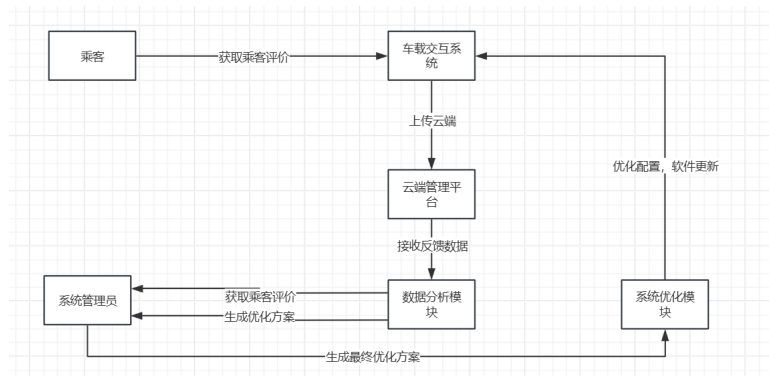 乘客
获取乘客评价
车载交互系
统
上传云端
优化配置，软件更新
云端管理平
台
接收反馈数据
系统管理员
获取乘客评价
生成优化方案
数据分析模
块
系统优化模
块
生成最终优化方案